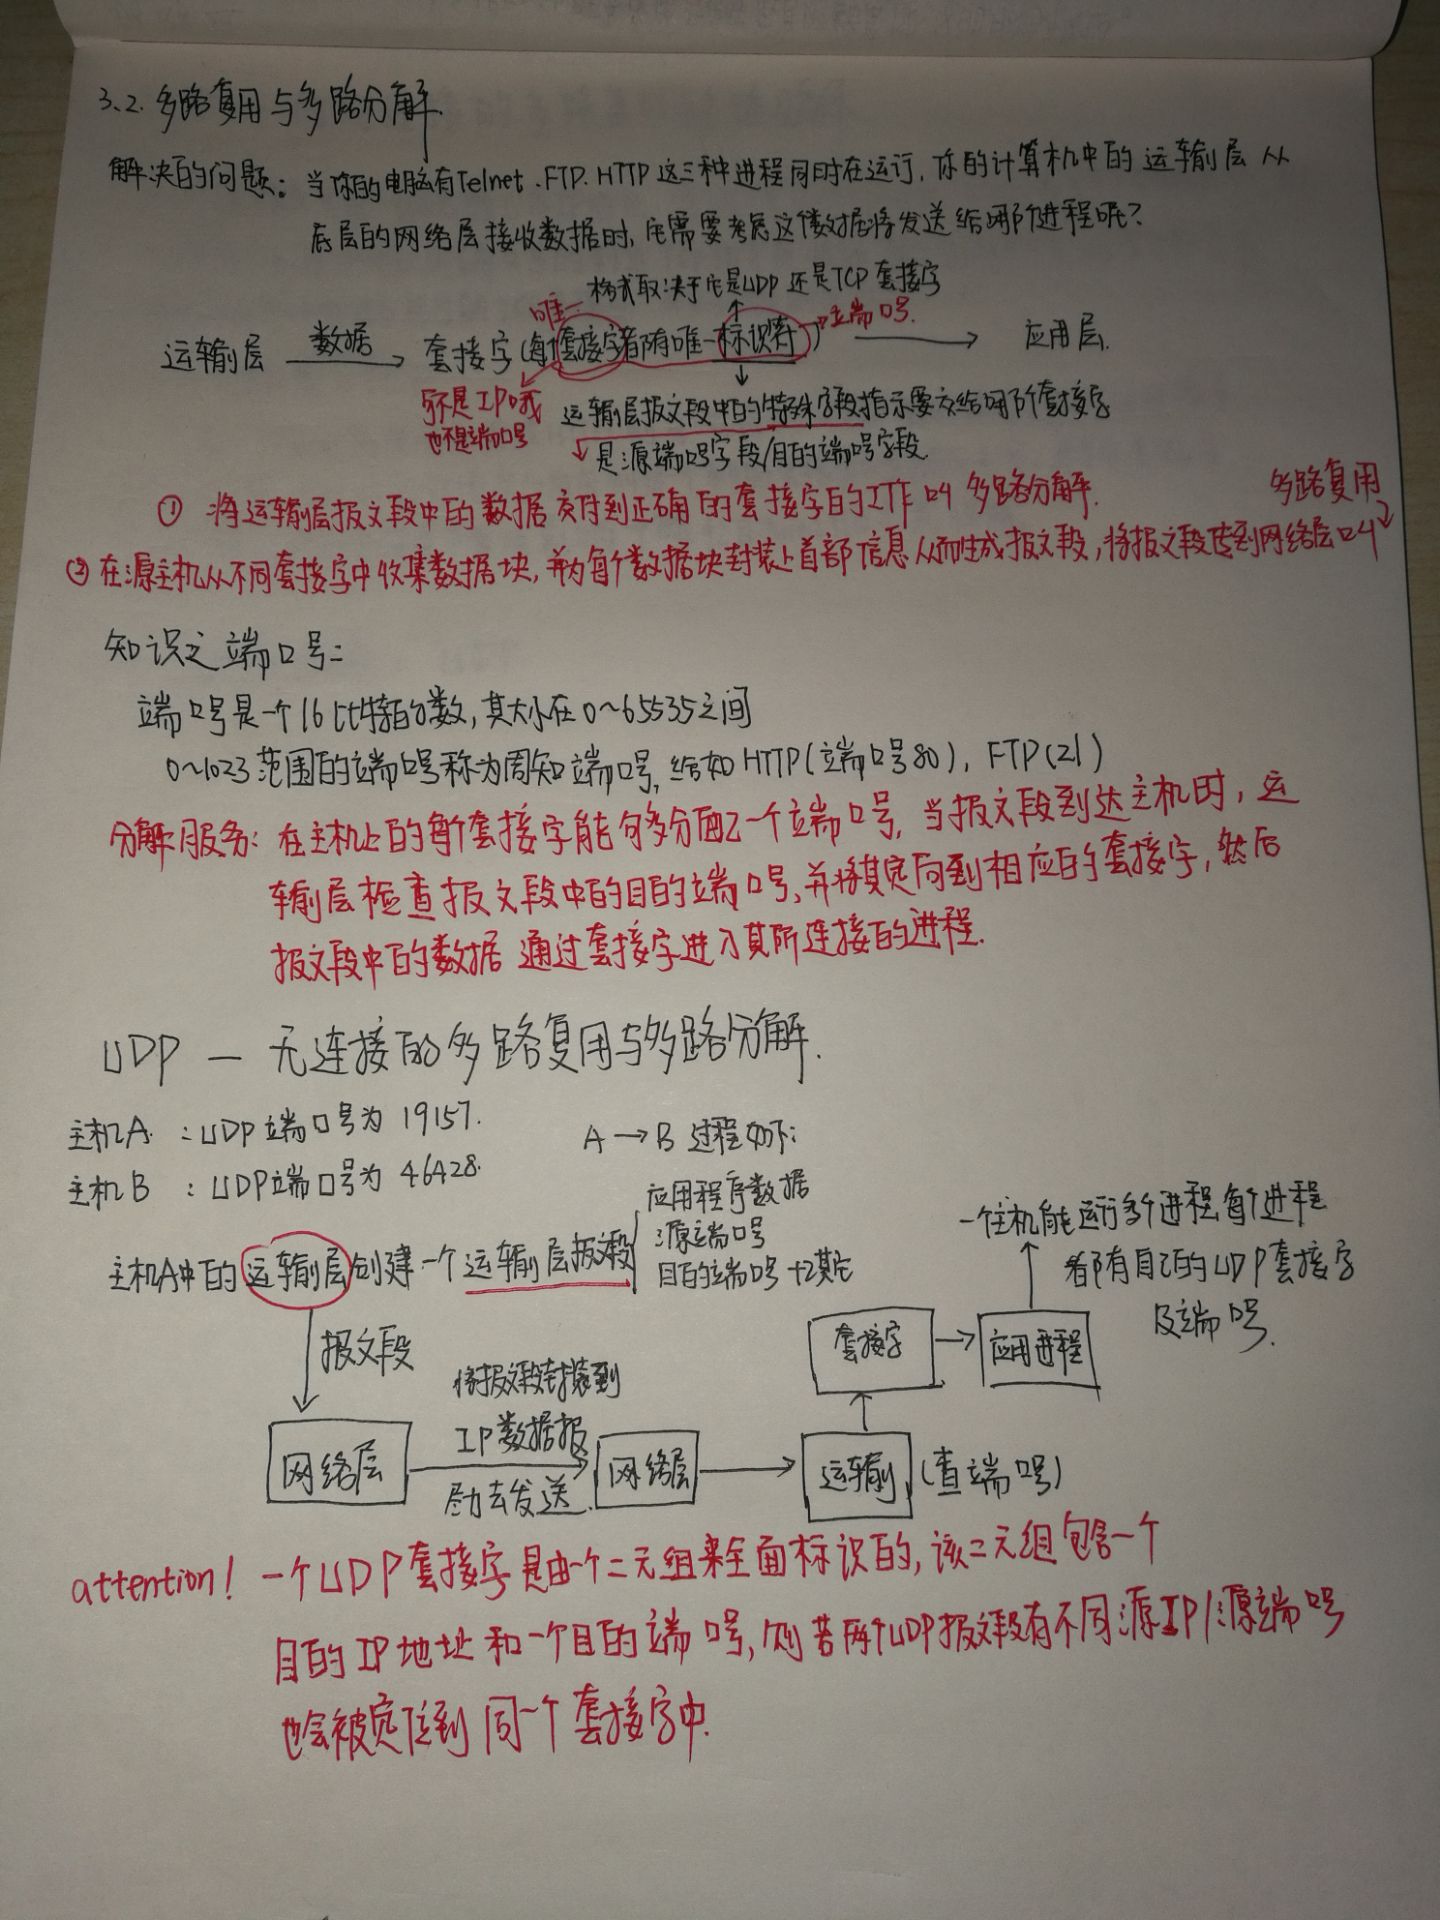 3.2. 多路复用与多路分解.
解决的问题: 当你的电脑有Telnet.FTP.HTTP这三种进程同时在运行,你的计算机中的运输层从
底层的网络层接收数据时,它需要考虑这个数据将发送给哪个进程呢?
格式取决于它是UDP还是TCP套接字
唯一
端口号.
运输层 数据 套接字(每个套接字都有唯一标识符) 应用层.
不是IP哦
也不是端口号
运输层报文段中的特殊字段指示要交给哪个套接字
是源端口号字段/目的端口号字段.
① 将运输层报文段中的数据交付到正确的套接字的工作叫多路分解.
多路复用
② 在源主机从不同套接字中收集数据块,并为每个数据块封装上首部信息从而生成报文段,将报文段传到网络层叫
知识之端口号:
端口号是一个16比特的数,其大小在0~65535之间
0~1023范围的端口号称为周知端口号,给如HTTP(端口号80),FTP(21)
分解服务: 在主机上的每个套接字能够分配一个端口号,当报文段到达主机时,运
输层检查报文段中的目的端口号,并将其定向到相应的套接字,然后
报文段中的数据通过套接字进入其所连接的进程.
UDP — 无连接的多路复用与多路分解.
主机A : UDP端口号为 19157.
主机B : UDP端口号为 46428.
A → B 过程如下:
应用程序数据
源端口号
目的端口号 +其它
主机A中的运输层创建一个运输层报文段
一个主机能运行多个进程,每个进程
都有自己的UDP套接字
及端口号.
报文段
套接字 应用进程
将报文段封装到
IP数据报
尽力去发送.
网络层 网络层 运输 (查端口号)
attention! 一个UDP套接字是由一个二元组来全面标识的,该二元组包含一个
目的IP地址和一个目的端口号,则若两个UDP报文段有不同源IP/源端口号
也会被定位到同一个套接字中.